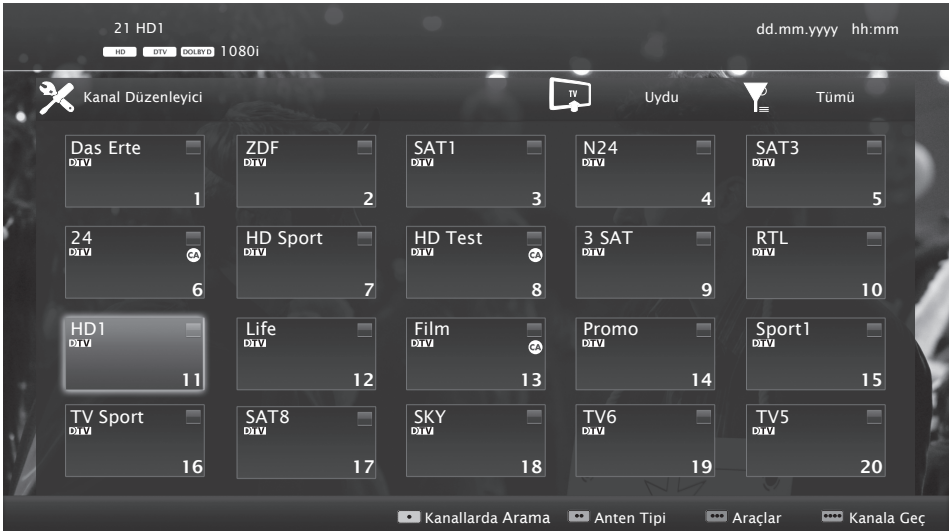 21 HD1
dd.mm.yyyy hh:mm
HD DTV DOLBY D 1080i
Kanal Düzenleyici
TV
Uydu
Tümü
Das Erte
DTV
1
ZDF
DTV
2
SAT1
DTV
3
N24
DTV
4
SAT3
DTV
5
24
DTV
CA
6
HD Sport
DTV
7
HD Test
DTV
CA
8
3 SAT
DTV
9
RTL
DTV
10
HD1
DTV
11
Life
DTV
12
Film
DTV
CA
13
Promo
DTV
14
Sport1
DTV
15
TV Sport
DTV
16
SAT8
DTV
17
SKY
DTV
18
TV6
DTV
19
TV5
DTV
20
Kanallarda Arama Anten Tipi Araçlar Kanala Geç